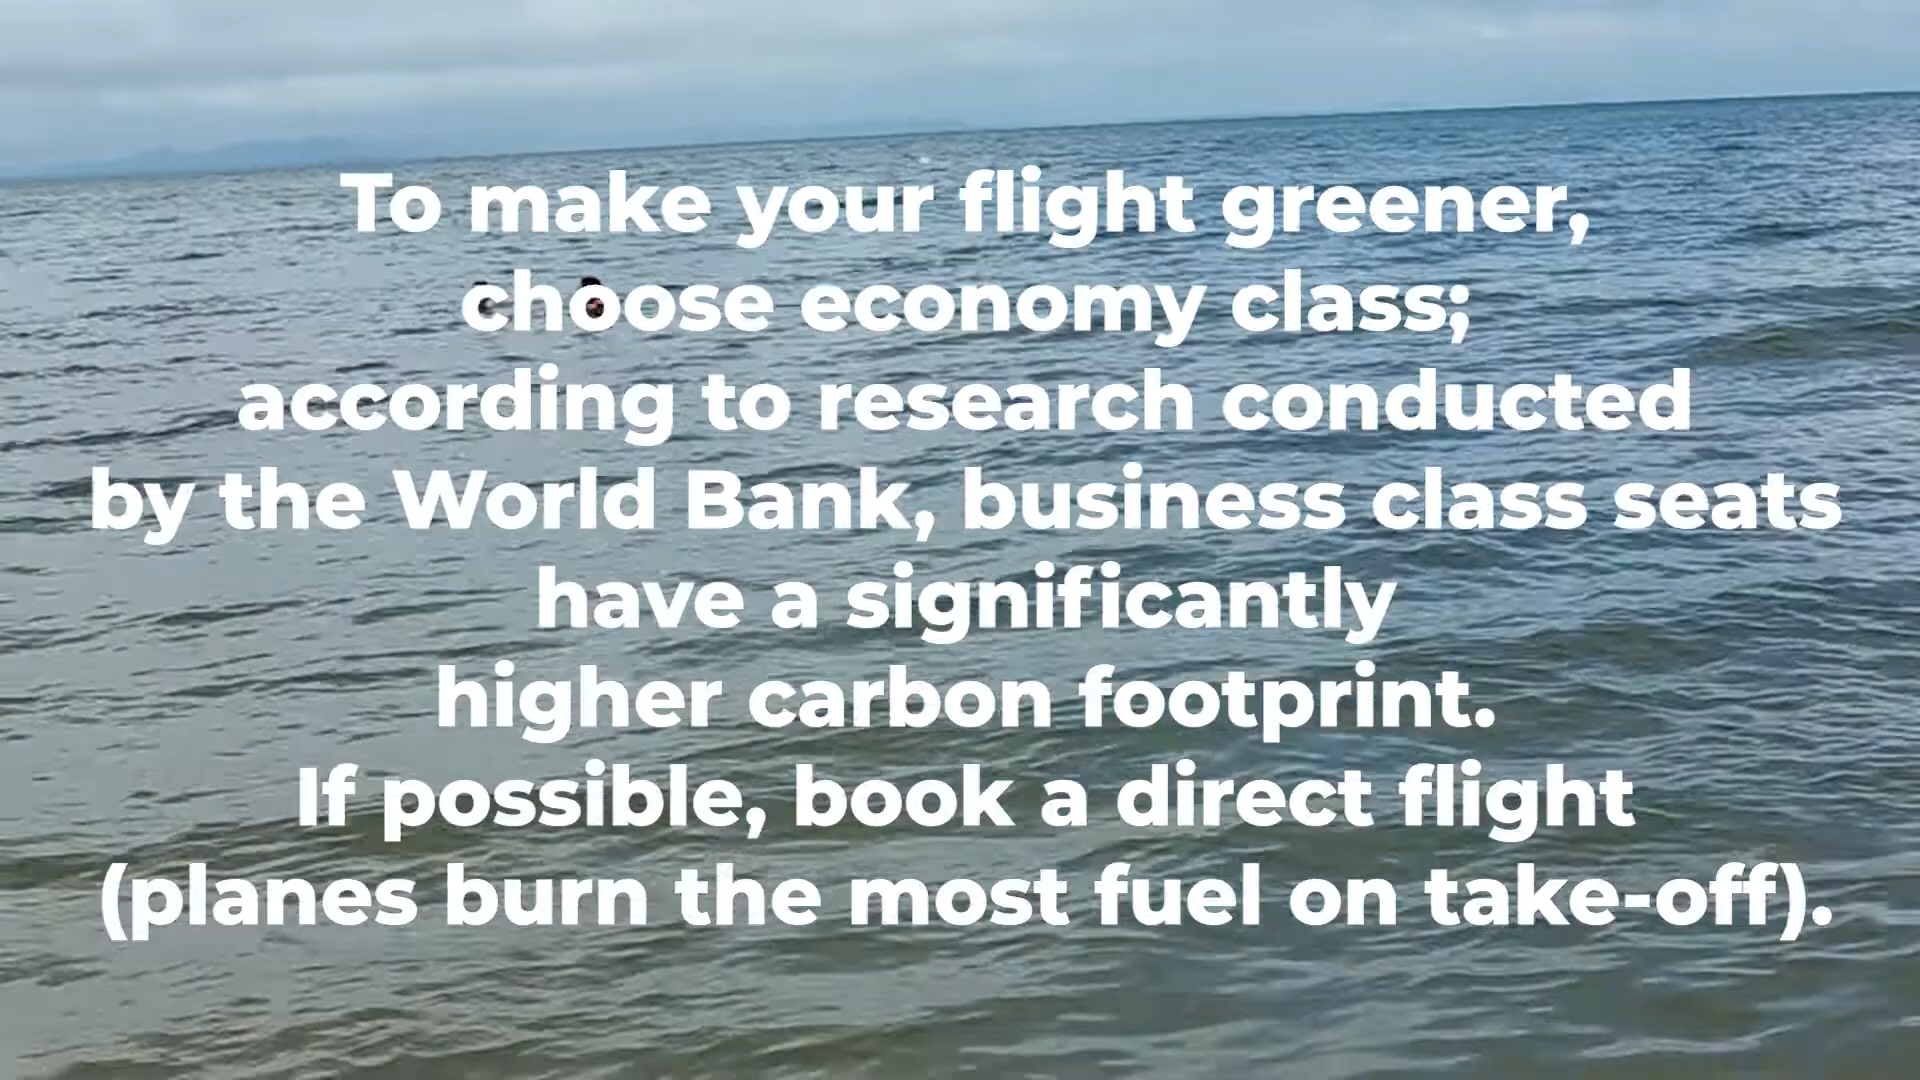 To make your flight greener,
choose economy class;
according to research conducted
by the World Bank, business class seats
have a significantly
higher carbon footprint.
If possible, book a direct flight
(planes burn the most fuel on take-off).